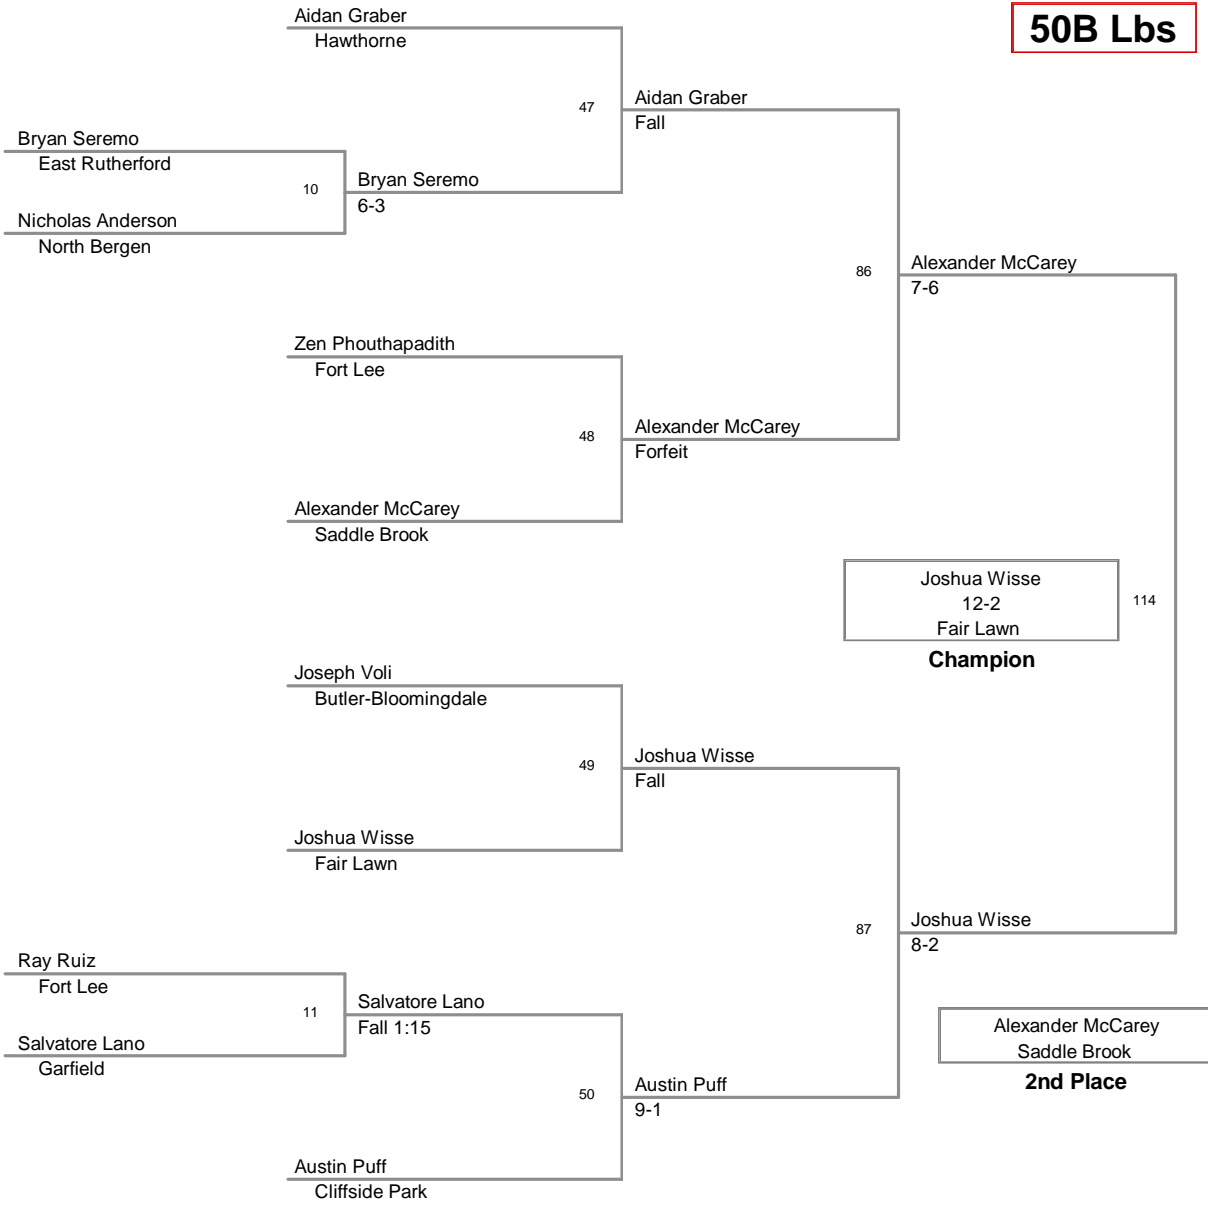 Aidan Graber
Hawthorne
50B Lbs
47
Aidan Graber
Fall
Bryan Seremo
East Rutherford
10
Bryan Seremo
6-3
Nicholas Anderson
North Bergen
86
Alexander McCarey
7-6
Zen Phouthapadith
Fort Lee
48
Alexander McCarey
Forfeit
Alexander McCarey
Saddle Brook
Joshua Wisse
12-2
Fair Lawn
114
Champion
Joseph Voli
Butler-Bloomingdale
49
Joshua Wisse
Fall
Joshua Wisse
Fair Lawn
87
Joshua Wisse
8-2
Ray Ruiz
Fort Lee
11
Salvatore Lano
Fall 1:15
Salvatore Lano
Garfield
Alexander McCarey
Saddle Brook
2nd Place
50
Austin Puff
9-1
Austin Puff
Cliffside Park